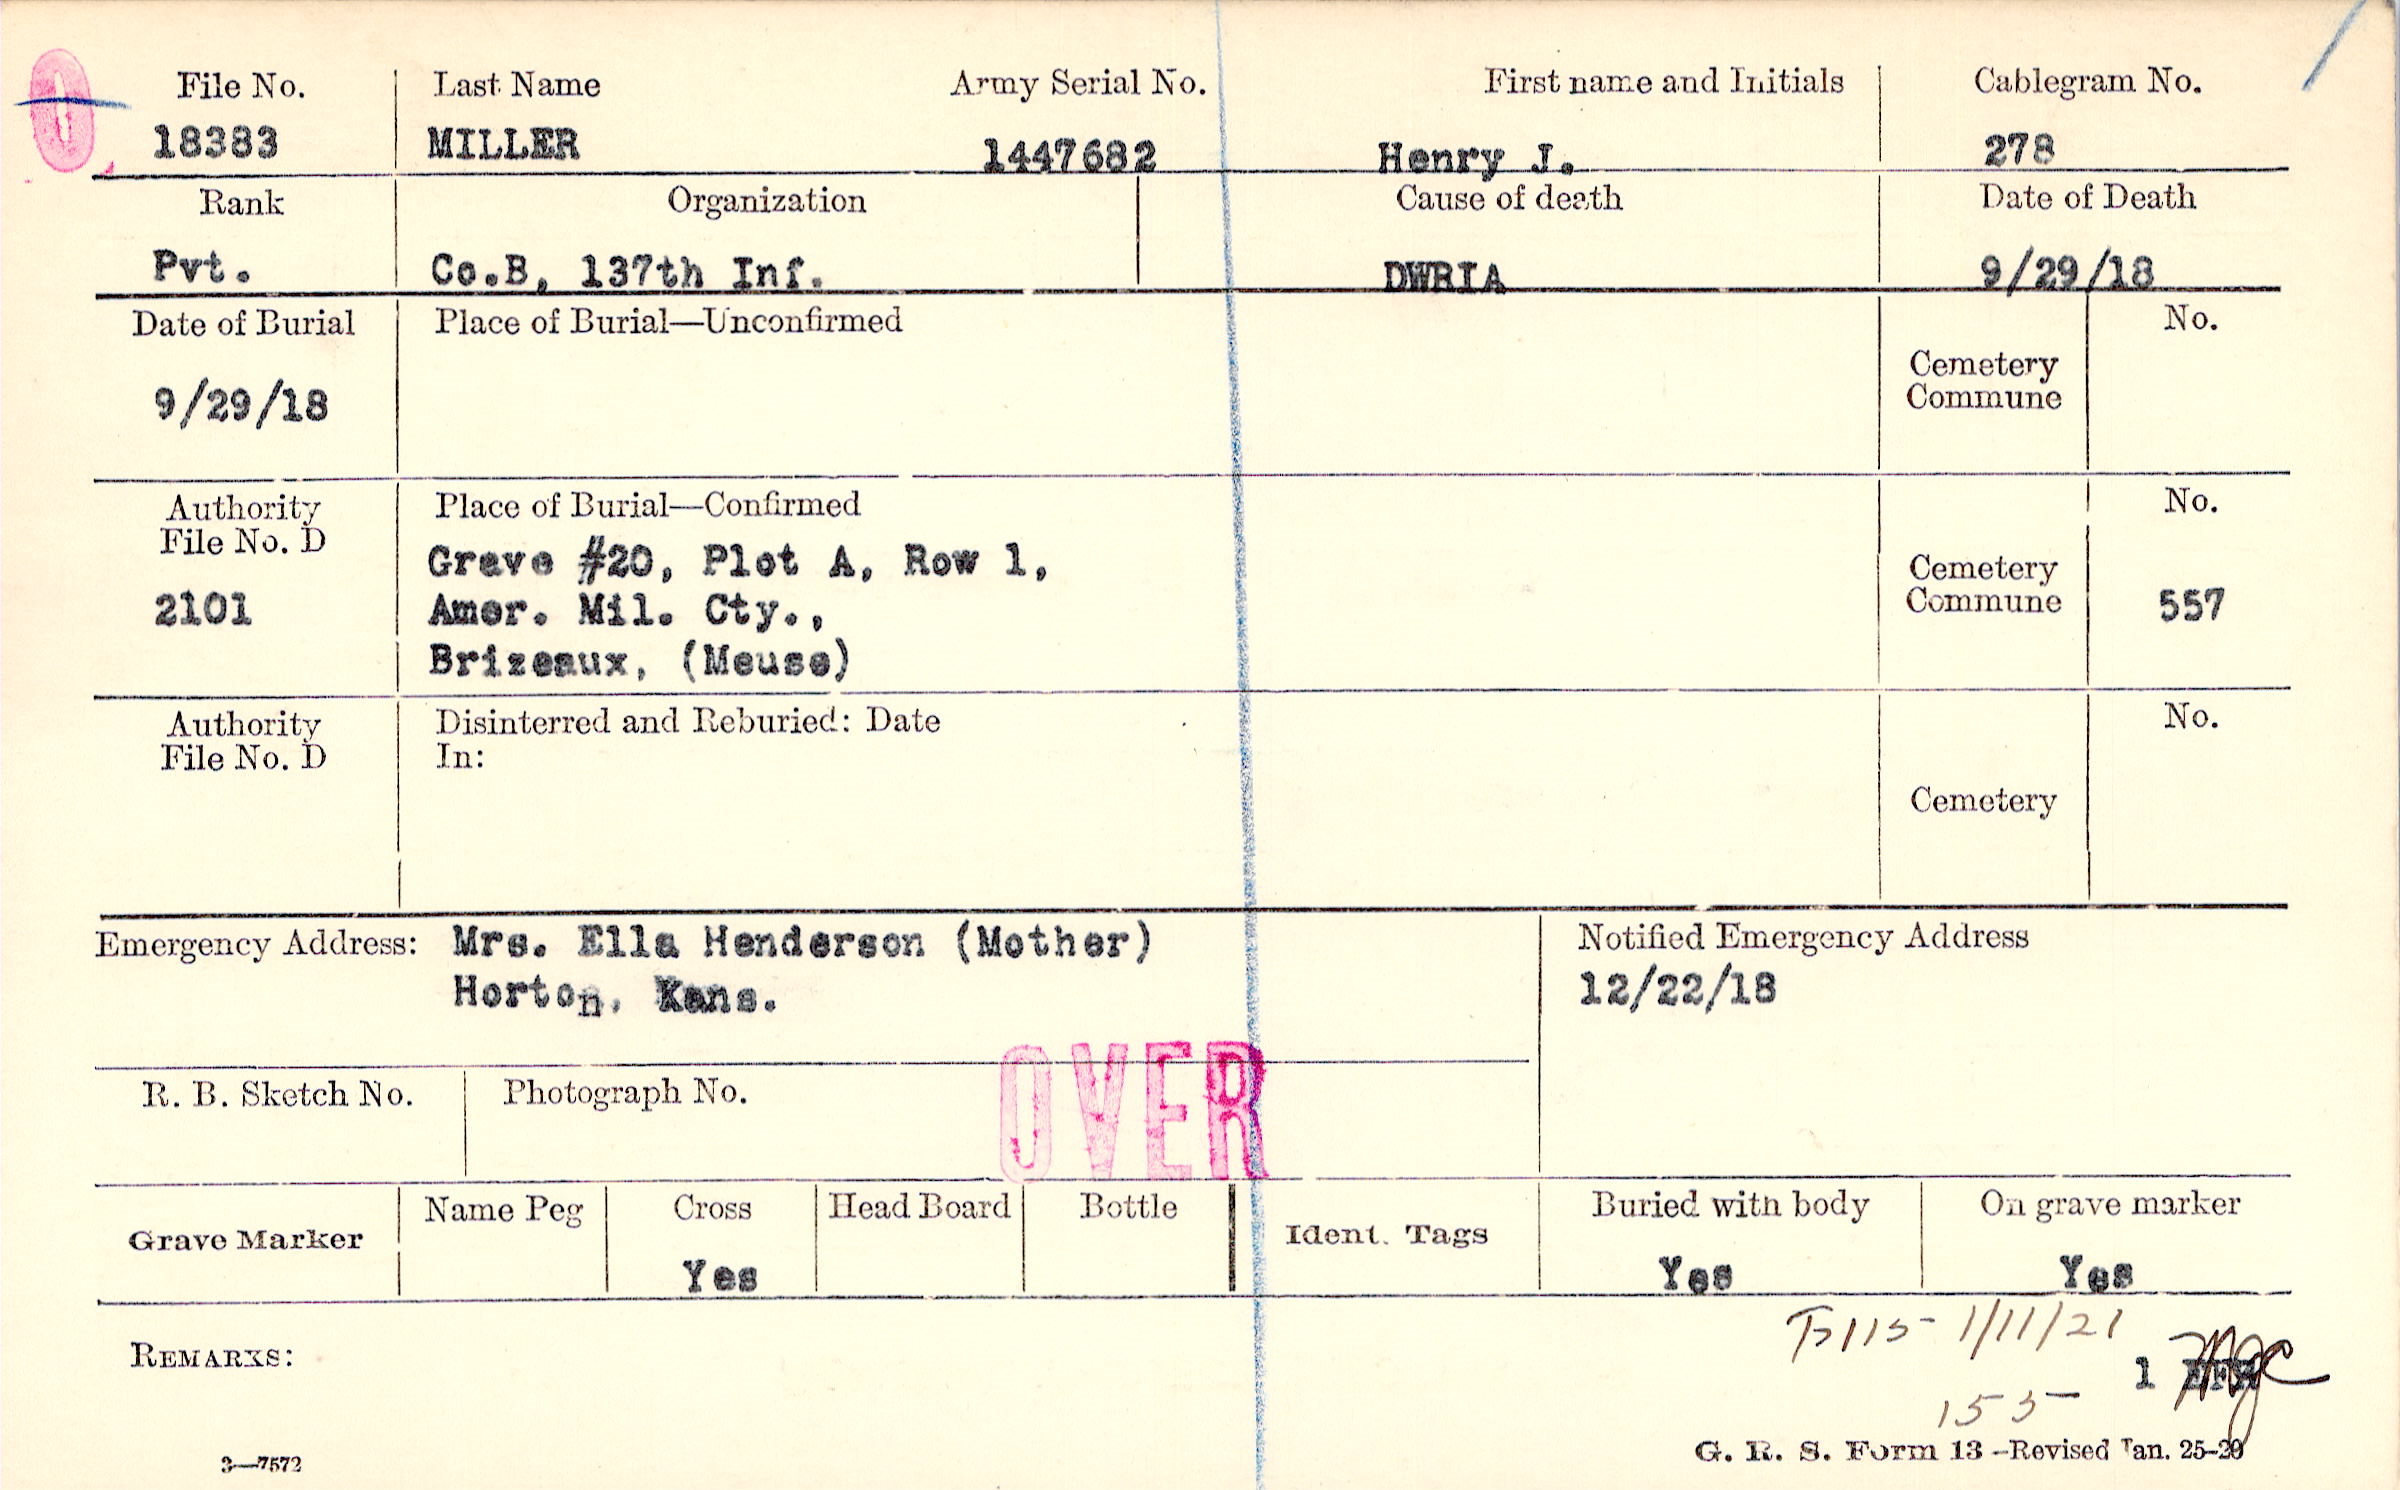 0
File No. Last Name Army Serial No. First name and Initials Cablegram No.
18383 MILLER 1447682 Henry J. 278
Rank Organization Cause of death Date of Death
Pvt. Co.B, 137th Inf. DWRIA 9/29/18
Date of Burial Place of Burial—Unconfirmed No.
Cemetery
Commune
9/29/18
Authority Place of Burial—Confirmed No.
File No. D
Grave #20, Plot A, Row 1,
Cemetery
Commune
2101 Amer. Mil. Cty., 557
Brizeaux, (Meuse)
Authority Disinterred and Reburied: Date No.
File No. D In:
Cemetery
Emergency Address: Mrs. Ella Henderson (Mother) Notified Emergency Address
Horton, Kans. 12/22/18
OVER
R. B. Sketch No. Photograph No.
Grave Marker Name Peg Cross Head Board Bottle Ident. Tags Buried with body On grave marker
Yes Yes Yes
1/11/21
REMARKS: 1
155
3—7572 G. R. S. Form 13—Revised Jan. 25-20